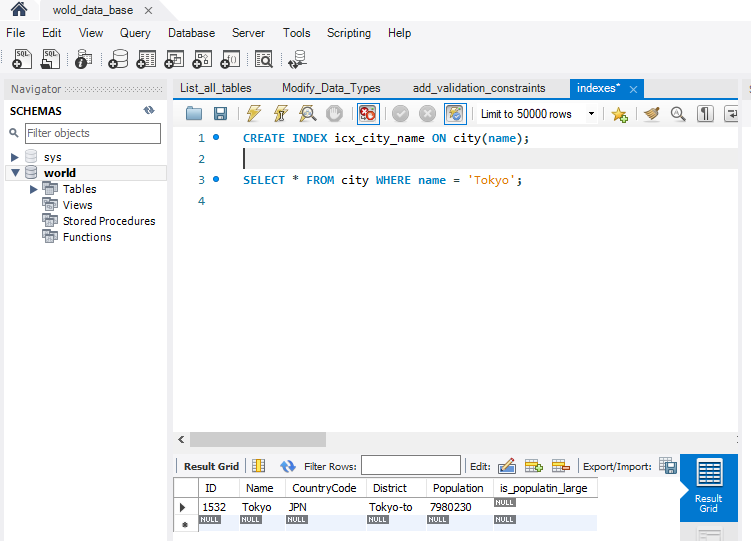 wold_data_base ×
File Edit View Query Database Server Tools Scripting Help
Navigator
SCHEMAS
Filter objects
sys
world
Tables
Views
Stored Procedures
Functions
List_all_tables Modify_Data_Types add_validation_constraints indexes* ×
Limit to 50000 rows
1 CREATE INDEX icx_city_name ON city(name);
2
3 SELECT * FROM city WHERE name = 'Tokyo';
4
Result Grid Filter Rows: Edit: Export/Import:
ID Name CountryCode District Population is_populatin_large
1532 Tokyo JPN Tokyo-to 7980230 NULL
NULL NULL NULL NULL NULL NULL
Result
Grid